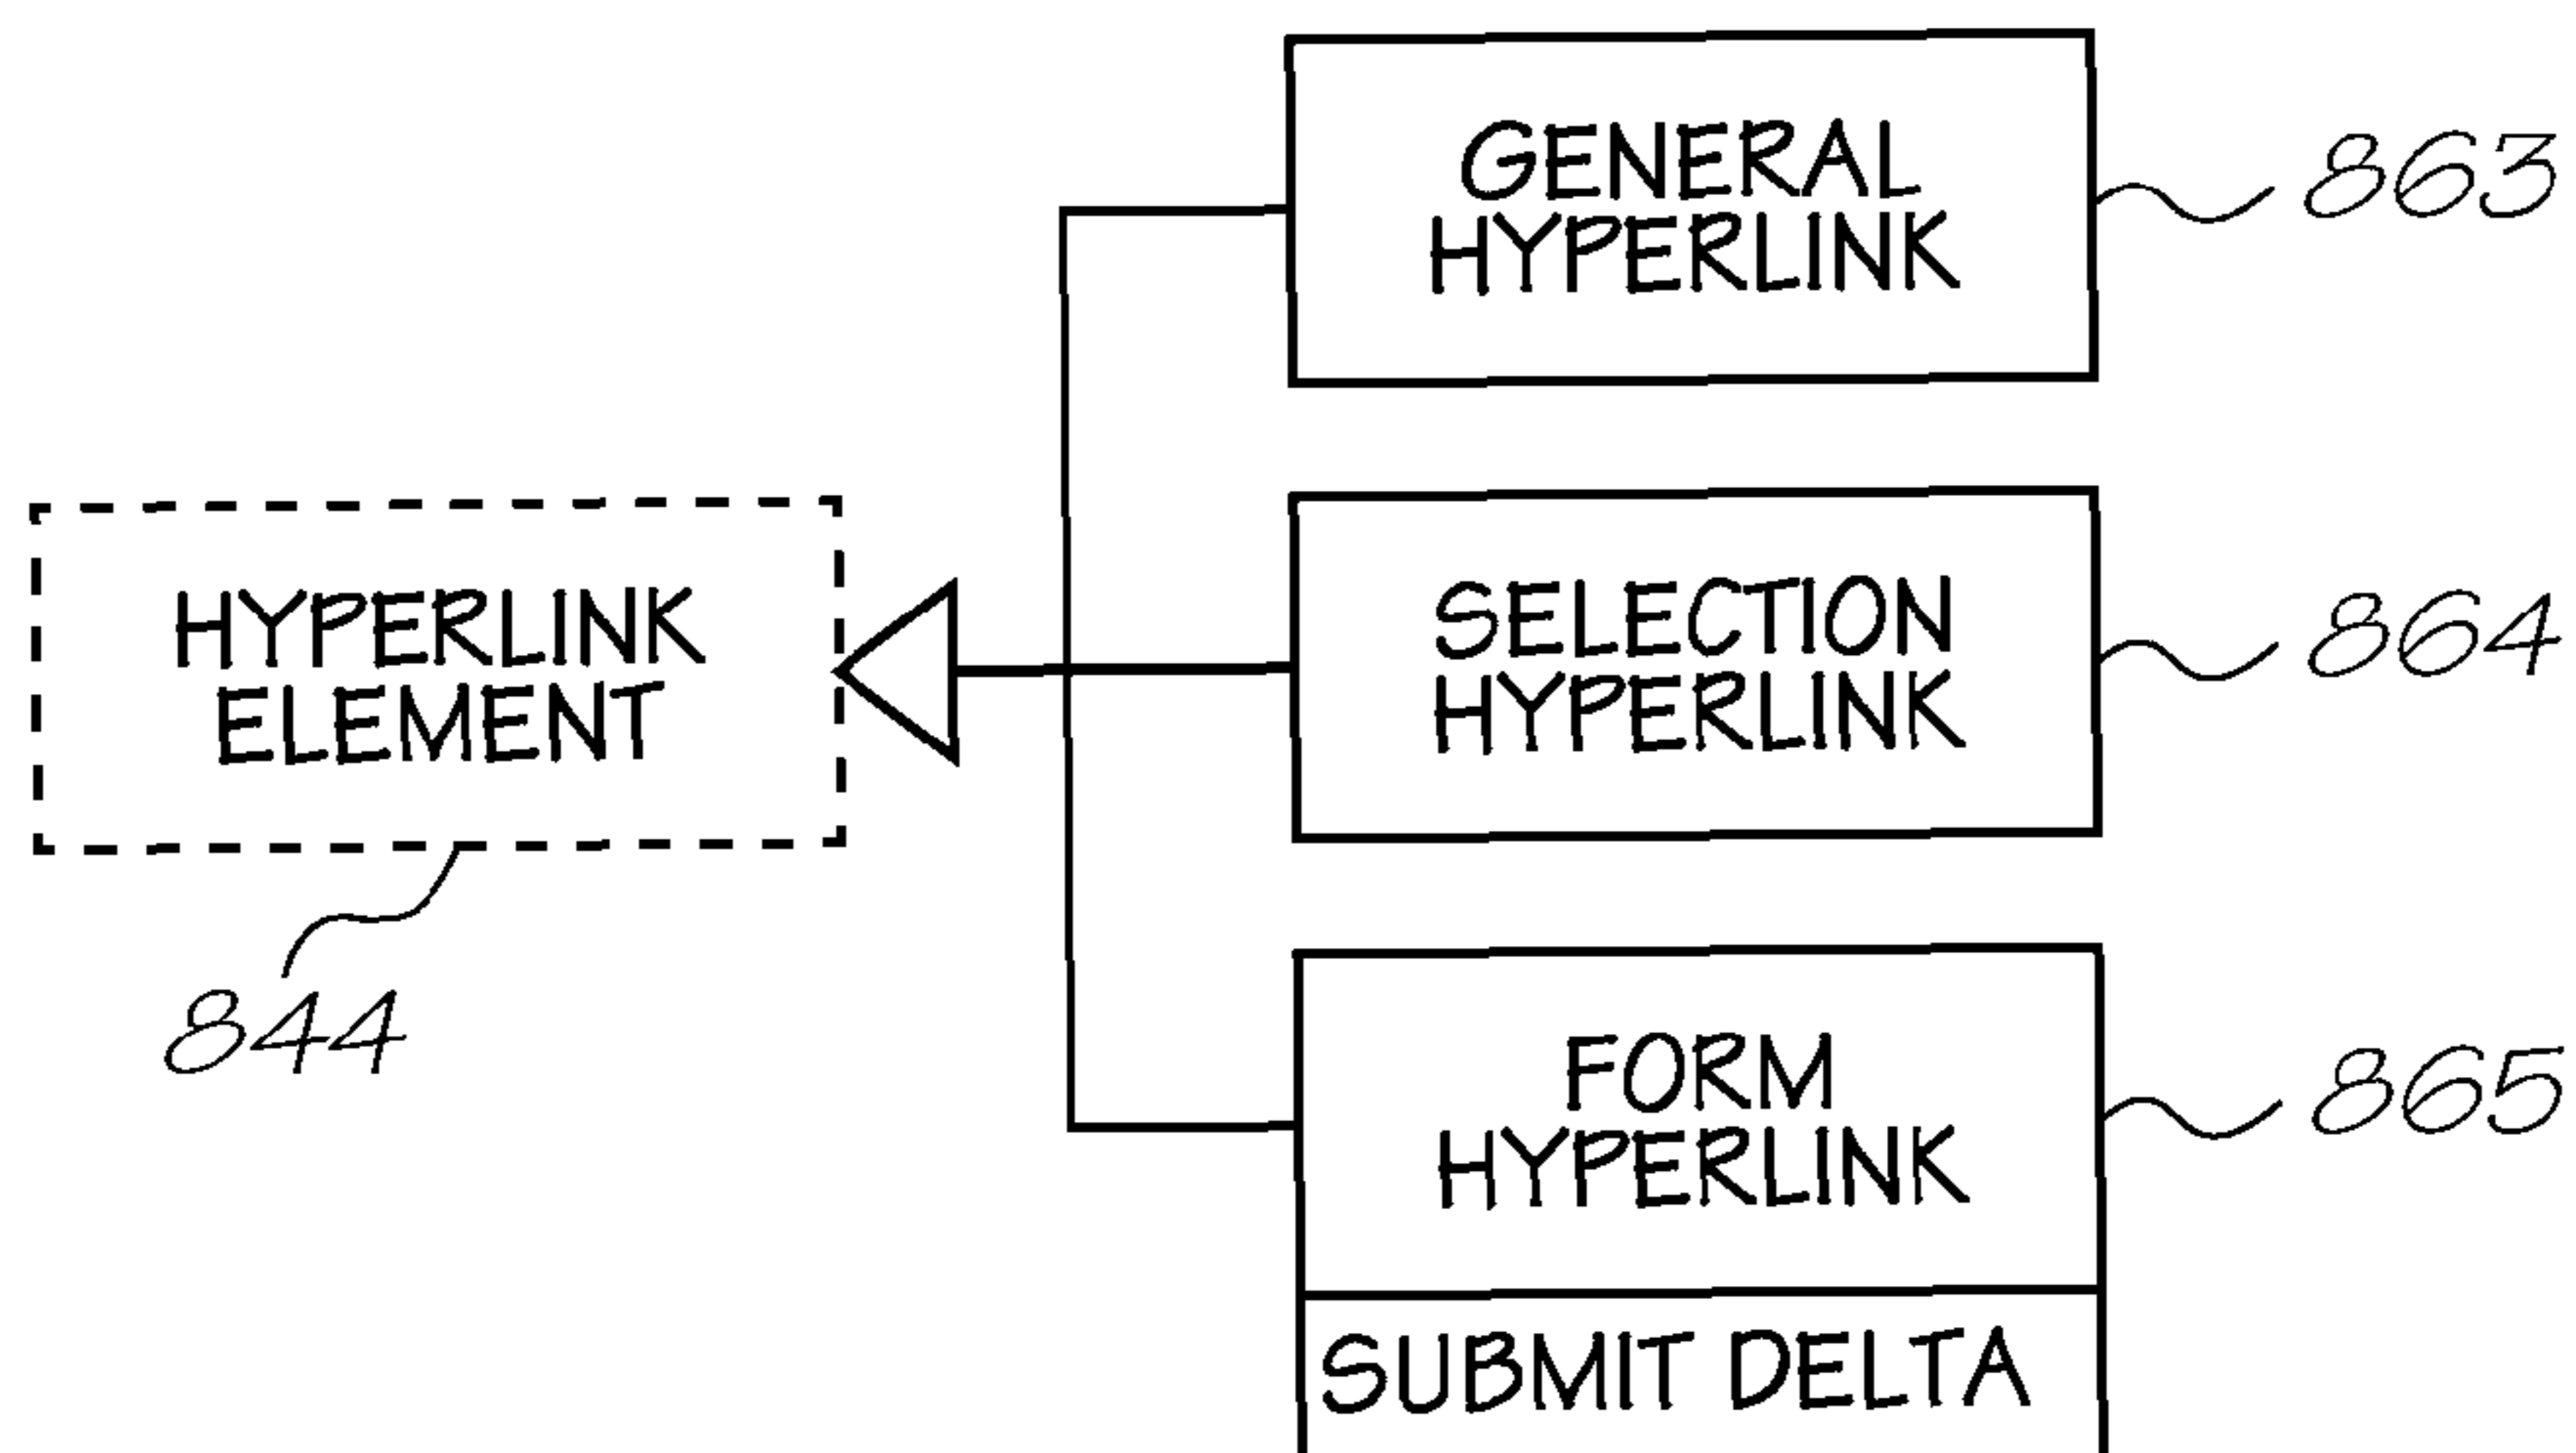 GENERAL
HYPERLINK
863
HYPERLINK
ELEMENT
844
SELECTION
HYPERLINK
864
FORM
HYPERLINK
865
SUBMIT DELTA